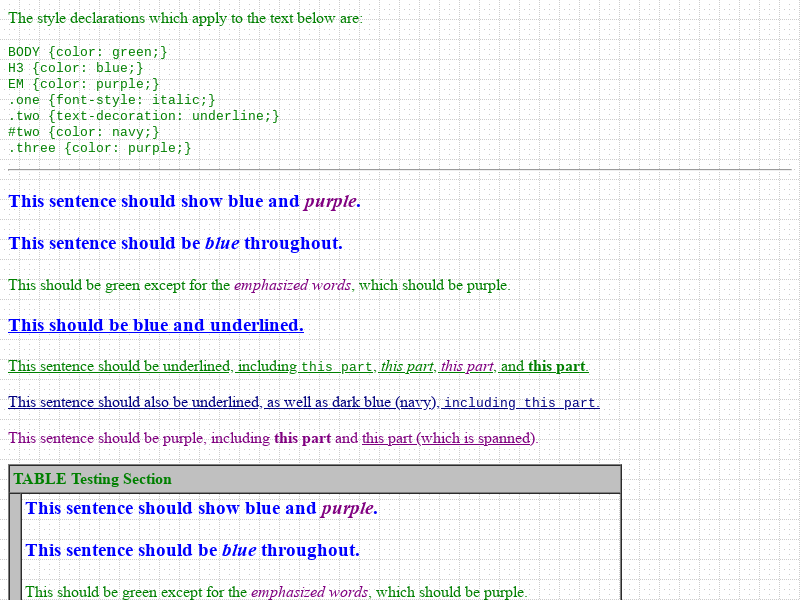 The style declarations which apply to the text below are:
BODY {color: green;}
H3 {color: blue;}
EM {color: purple;}
.one {font-style: italic;}
.two {text-decoration: underline;}
#two {color: navy;}
.three {color: purple;}
This sentence should show blue and purple.
This sentence should be blue throughout.
This should be green except for the emphasized words, which should be purple.
This should be blue and underlined.
This sentence should be underlined, including this part, this part, this part, and this part.
This sentence should also be underlined, as well as dark blue (navy), including this part.
This sentence should be purple, including this part and this part (which is spanned).
TABLE Testing Section
This sentence should show blue and purple.
This sentence should be blue throughout.
This should be green except for the emphasized words, which should be purple.